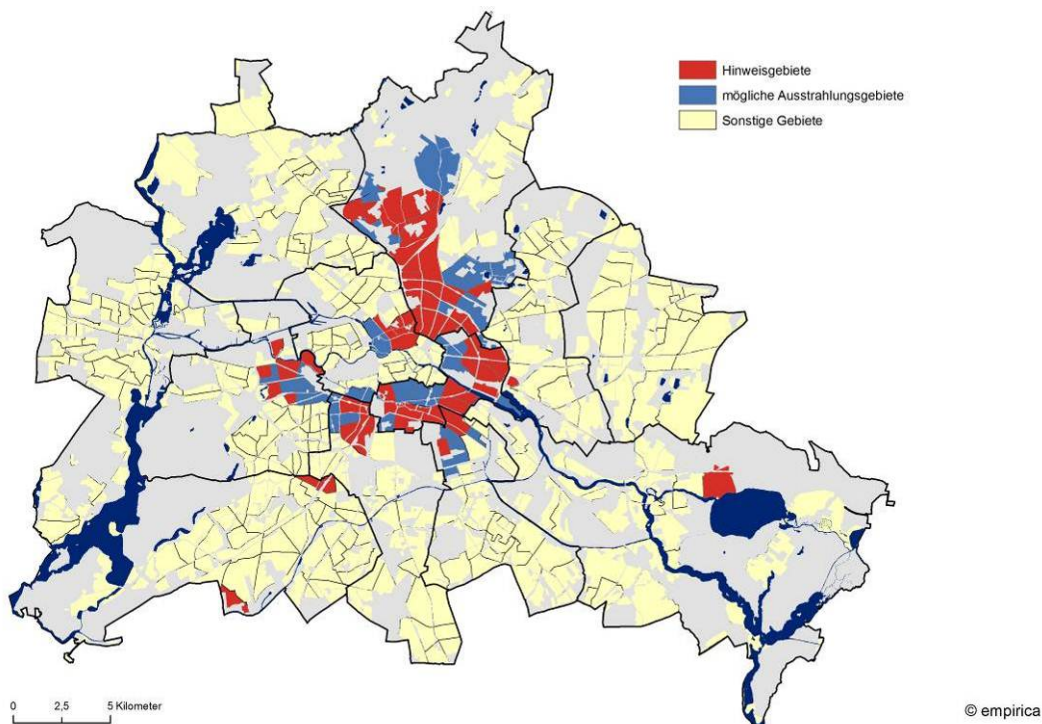 Hinweisgebiete
mögliche Ausstrahlungsgebiete
Sonstige Gebiete
0 2,5 5 Kilometer
© empirica